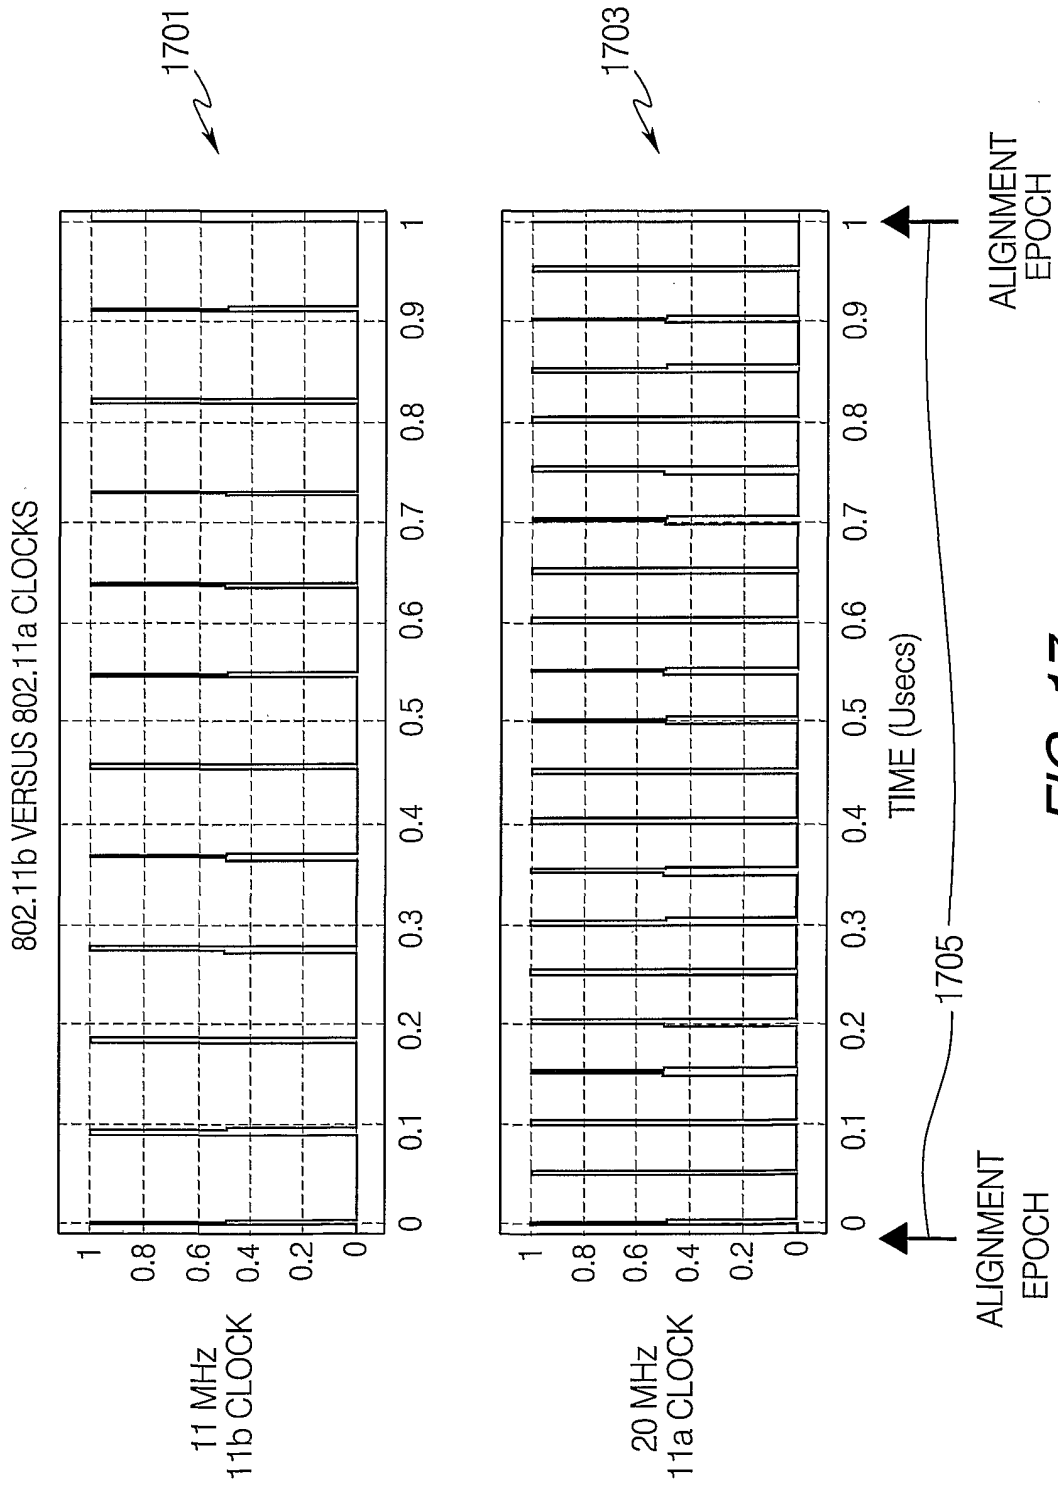 802.11b VERSUS 802.11a CLOCKS
11 MHz
11b CLOCK
1
0.8
0.6
0.4
0.2
0
0 0.1 0.2 0.3 0.4 0.5 0.6 0.7 0.8 0.9 1
1701
20 MHz
11a CLOCK
1
0.8
0.6
0.4
0.2
0
0 0.1 0.2 0.3 0.4 0.5 0.6 0.7 0.8 0.9 1
1703
TIME (Usecs)
1705
ALIGNMENT
EPOCH
ALIGNMENT
EPOCH